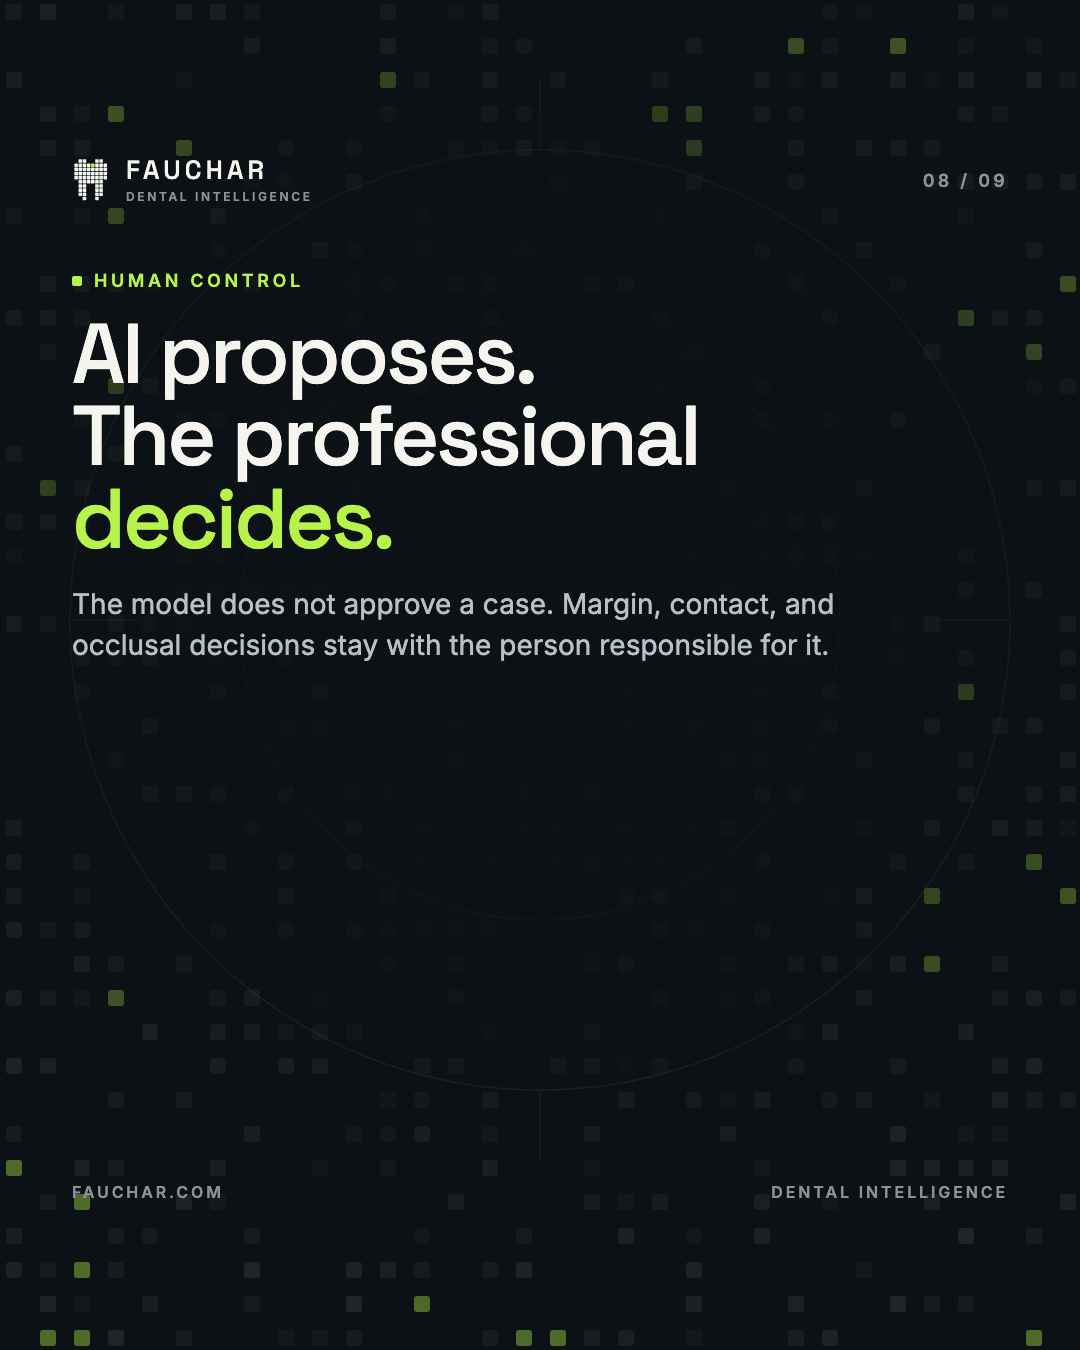 FAUCHAR
DENTAL INTELLIGENCE
08 / 09
HUMAN CONTROL
AI proposes.
The professional
decides.
The model does not approve a case. Margin, contact, and
occlusal decisions stay with the person responsible for it.
FAUCHAR.COM
DENTAL INTELLIGENCE